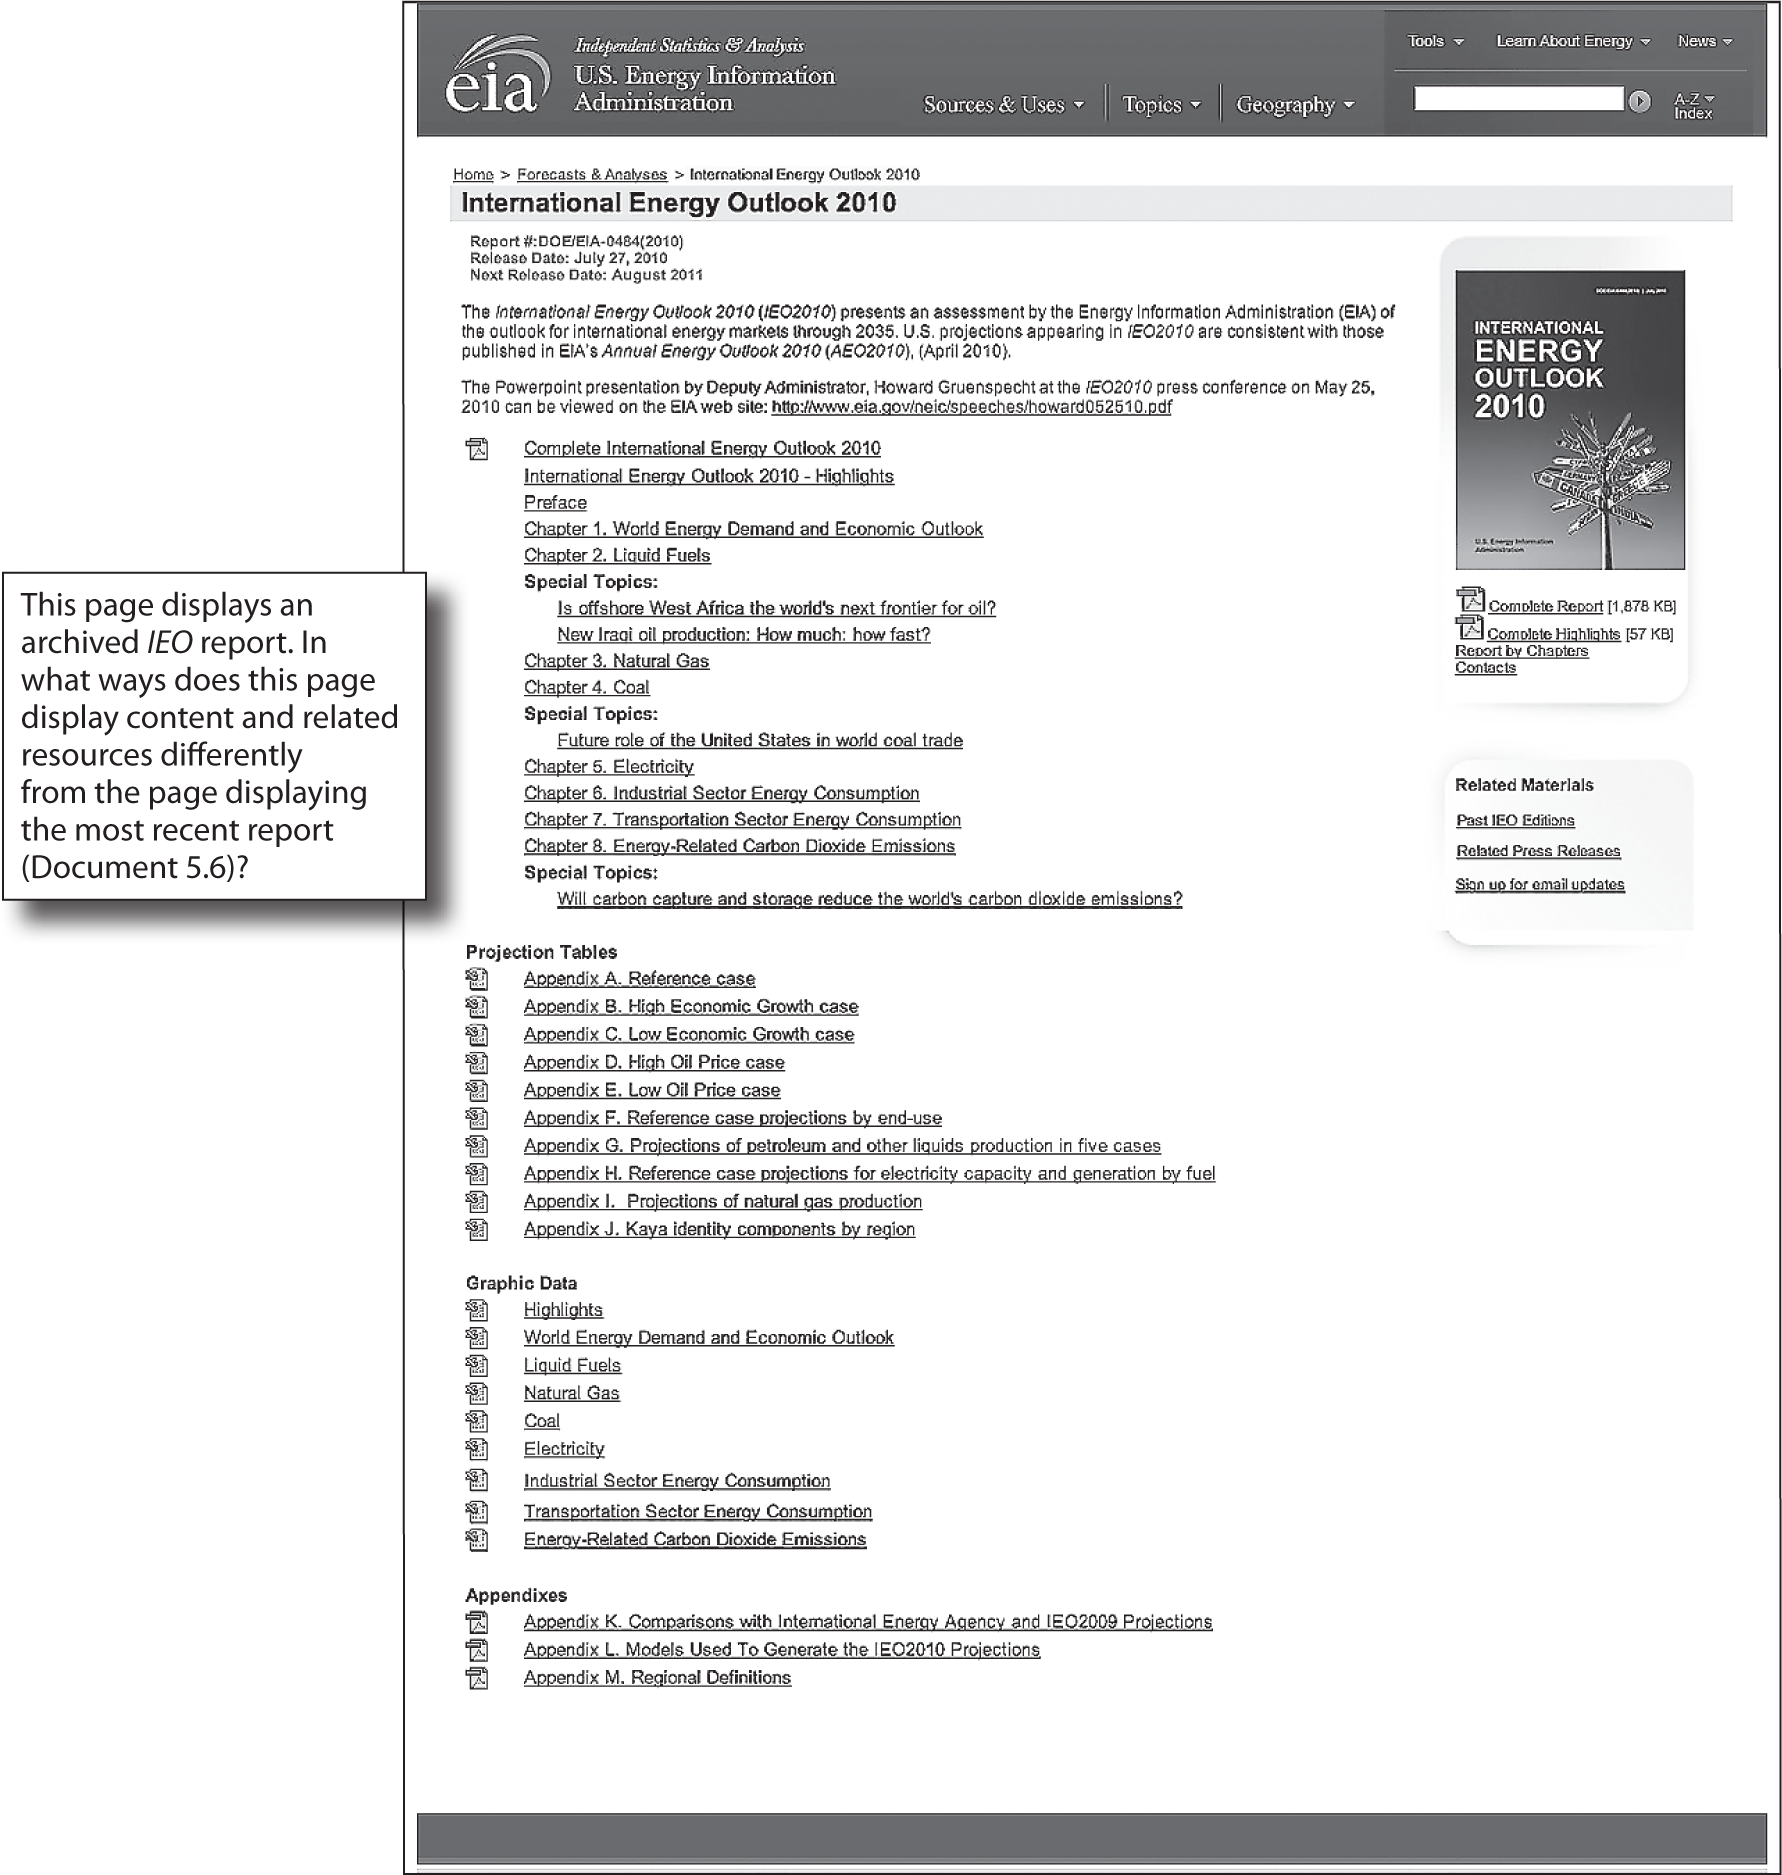 eia
Independent Statistics & Analysis
U.S. Energy Information
Administration
Sources & Uses
Topics
Geography
Tools
Learn About Energy
News
A-Z
Index
Home > Forecasts & Analyses > International Energy Outlook 2010
International Energy Outlook 2010
Report #:DOE/EIA-0484(2010)
Release Date: July 27, 2010
Next Release Date: August 2011
The International Energy Outlook 2010 (IEO2010) presents an assessment by the Energy Information Administration (EIA) of
the outlook for international energy markets through 2035. U.S. projections appearing in IEO2010 are consistent with those
published in EIA's Annual Energy Outlook 2010 (AEO2010), (April 2010).
The Powerpoint presentation by Deputy Administrator, Howard Gruenspecht at the IEO2010 press conference on May 25,
2010 can be viewed on the EIA web site: http://www.eia.gov/neic/speeches/howard052510.pdf
Complete International Energy Outlook 2010
International Energy Outlook 2010 - Highlights
Preface
Chapter 1. World Energy Demand and Economic Outlook
Chapter 2. Liquid Fuels
Special Topics:
Is offshore West Africa the world's next frontier for oil?
New Iraqi oil production: How much: how fast?
Chapter 3. Natural Gas
Chapter 4. Coal
Special Topics:
Future role of the United States in world coal trade
Chapter 5. Electricity
Chapter 6. Industrial Sector Energy Consumption
Chapter 7. Transportation Sector Energy Consumption
Chapter 8. Energy-Related Carbon Dioxide Emissions
Special Topics:
Will carbon capture and storage reduce the world's carbon dioxide emissions?
Projection Tables
Appendix A. Reference case
Appendix B. High Economic Growth case
Appendix C. Low Economic Growth case
Appendix D. High Oil Price case
Appendix E. Low Oil Price case
Appendix F. Reference case projections by end-use
Appendix G. Projections of petroleum and other liquids production in five cases
Appendix H. Reference case projections for electricity capacity and generation by fuel
Appendix I. Projections of natural gas production
Appendix J. Kaya identity components by region
Graphic Data
Highlights
World Energy Demand and Economic Outlook
Liquid Fuels
Natural Gas
Coal
Electricity
Industrial Sector Energy Consumption
Transportation Sector Energy Consumption
Energy-Related Carbon Dioxide Emissions
Appendixes
Appendix K. Comparisons with International Energy Agency and IEO2009 Projections
Appendix L. Models Used To Generate the IEO2010 Projections
Appendix M. Regional Definitions
INTERNATIONAL
ENERGY
OUTLOOK
2010
GERMANY
CANADA
GREECE
INDIA
U.S. Energy Information
Administration
Complete Report [1,878 KB]
Complete Highlights [57 KB]
Report by Chapters
Contacts
Related Materials
Past IEO Editions
Related Press Releases
Sign up for email updates
This page displays an
archived IEO report. In
what ways does this page
display content and related
resources differently
from the page displaying
the most recent report
(Document 5.6)?